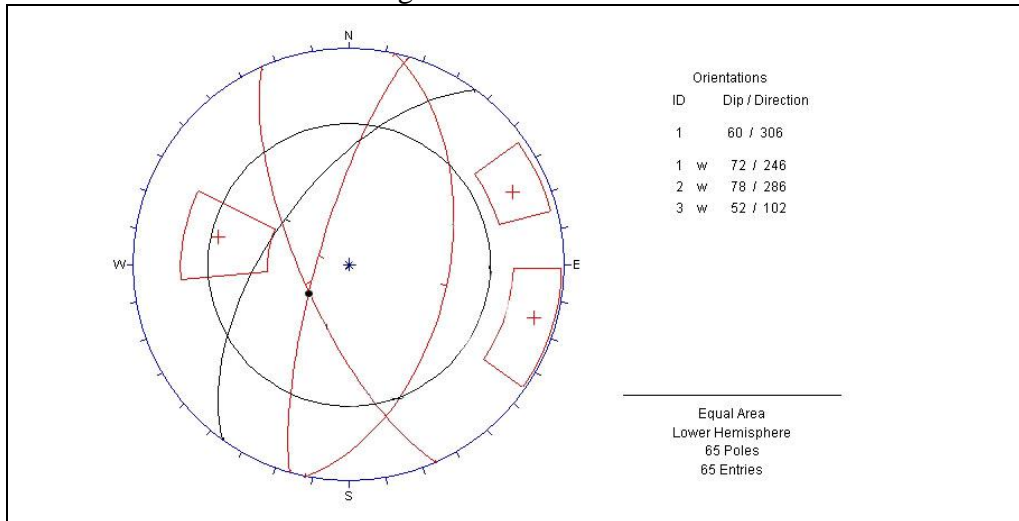 N
W
E
S
Orientations
ID Dip / Direction
1 60 / 306
1 w 72 / 246
2 w 78 / 286
3 w 52 / 102
Equal Area
Lower Hemisphere
65 Poles
65 Entries